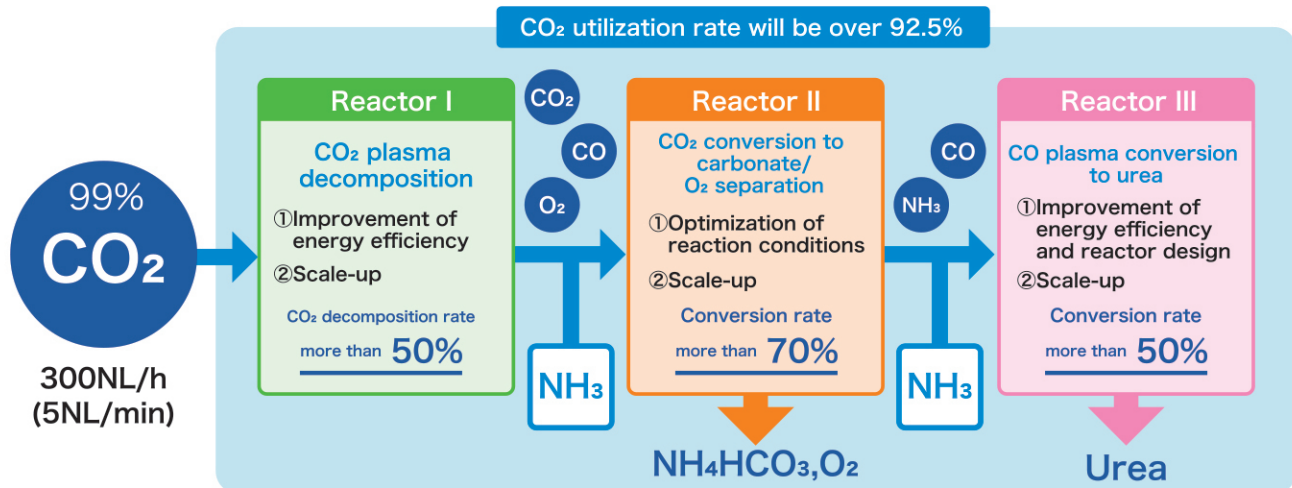 CO₂ utilization rate will be over 92.5%
99%
CO₂
300NL/h
(5NL/min)
Reactor I
CO₂ plasma
decomposition
①Improvement of
energy efficiency
②Scale-up
CO₂ decomposition rate
more than 50%
CO₂
CO
O₂
NH₃
Reactor II
CO₂ conversion to
carbonate/
O₂ separation
①Optimization of
reaction conditions
②Scale-up
Conversion rate
more than 70%
NH₄HCO₃,O₂
CO
NH₃
NH₃
Reactor III
CO plasma conversion
to urea
①Improvement of
energy efficiency
and reactor design
②Scale-up
Conversion rate
more than 50%
Urea